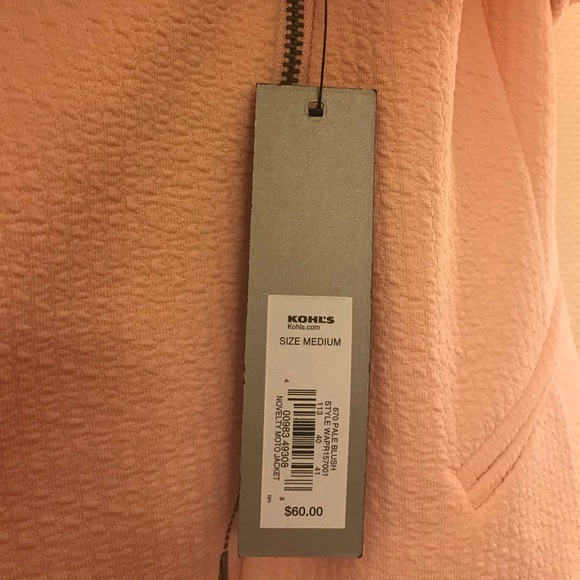 KOHL'S
Kohls.com
SIZE MEDIUM
670 PALE BLUSH
STYLE WAPR157001
113 40 41
4 00983 49308 8
NOVELTY MOTO JACKET
$60.00